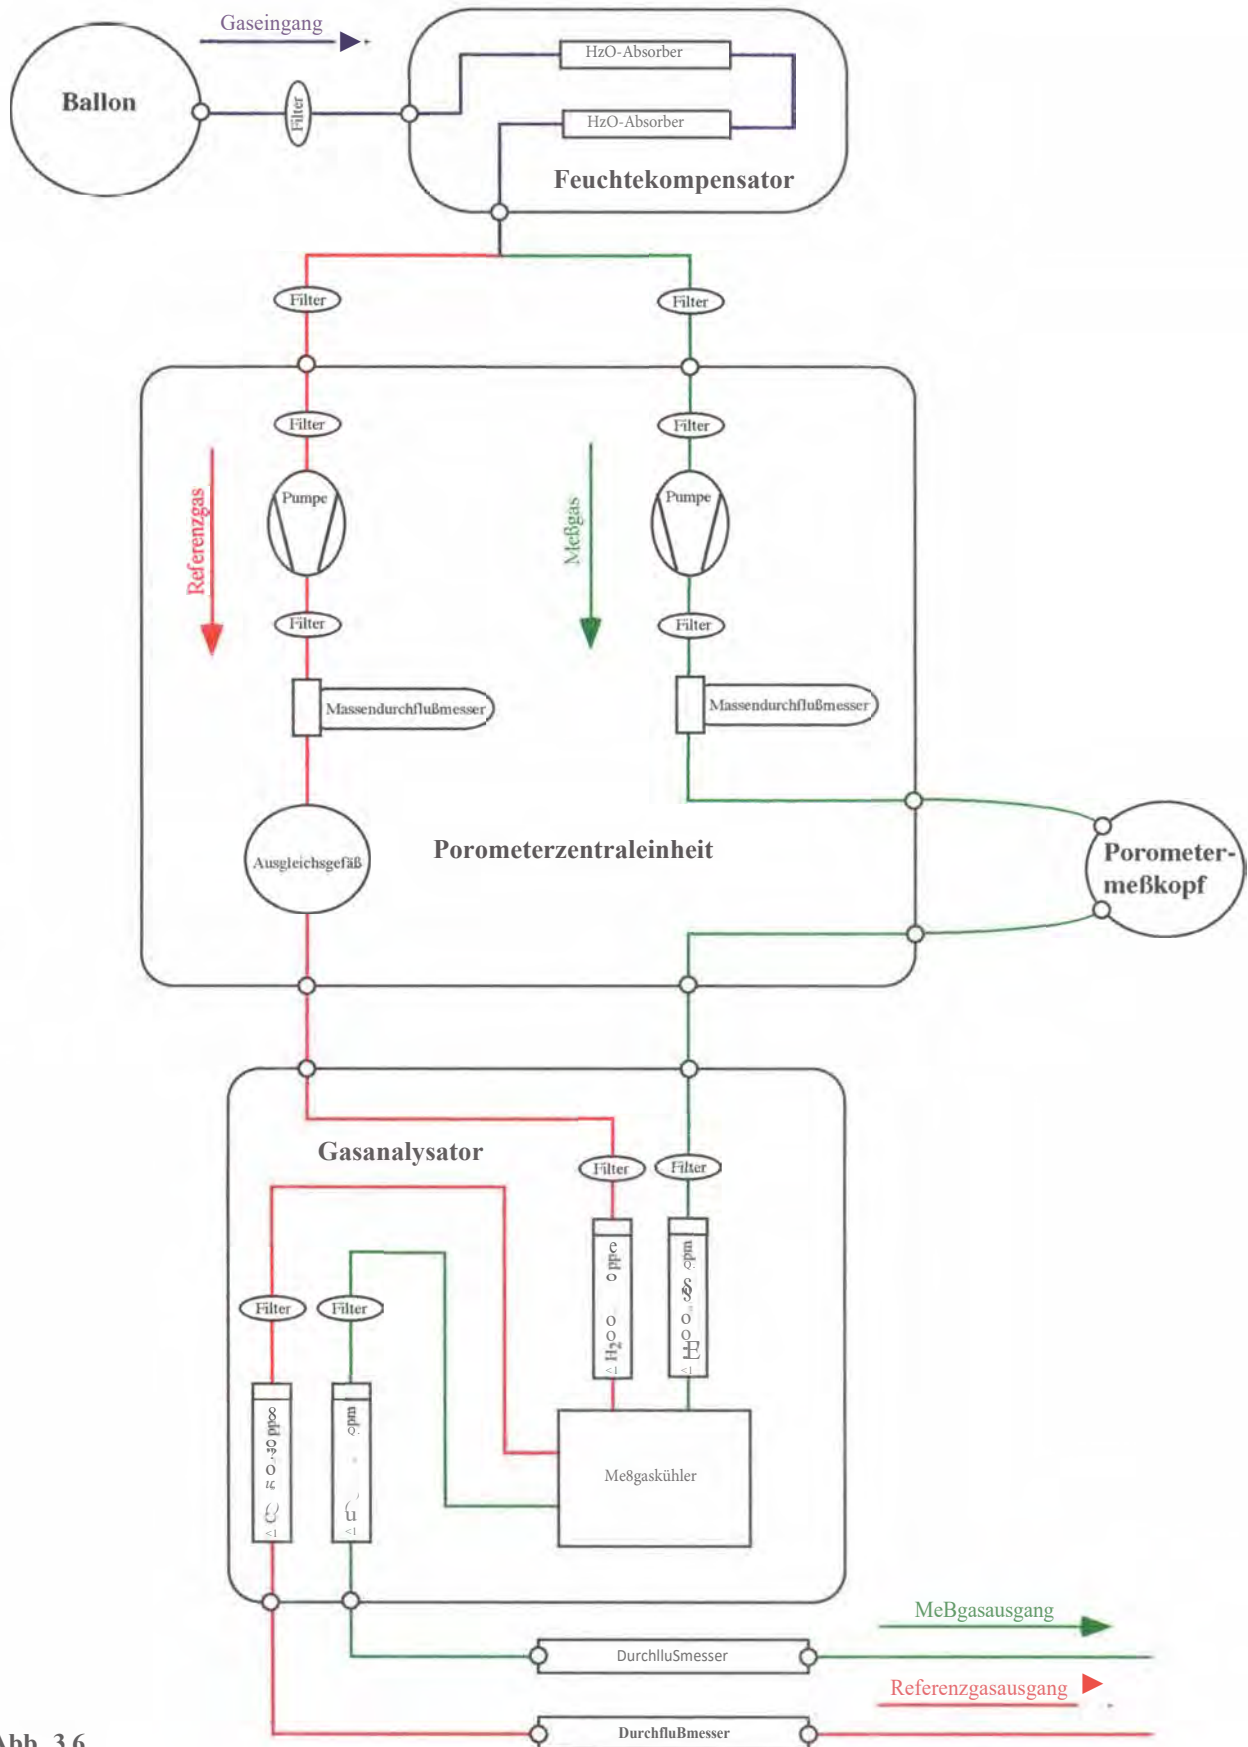 Gaseingang
Ballon
Filter
HzO-Absorber
HzO-Absorber
Feuchtekompensator
Filter
Filter
Filter
Filter
Referenzgas
Pumpe
Meßgas
Pumpe
Filter
Filter
Massendurchflußmesser
Massendurchflußmesser
Ausgleichsgefäß
Porometerzentraleinheit
Porometer-
meßkopf
Gasanalysator
Filter
Filter
Filter
Filter
Me8gaskühler
MeBgasausgang
DurchlluSmesser
Referenzgasausgang
DurchfluBmesser
Abb. 3.6